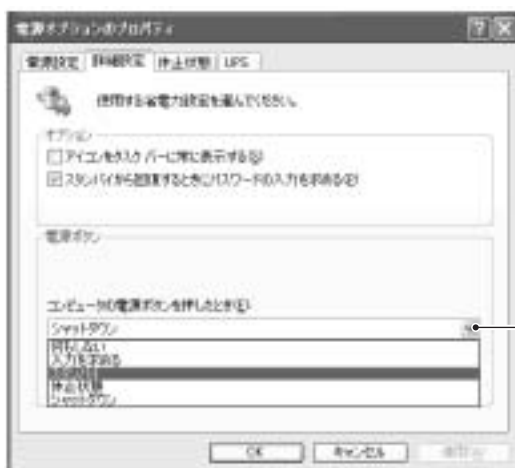 電源オプションのプロパティ
電源設定 詳細設定 休止状態 UPS
使用する省電力設定を選んでください。
オプション
アイコンをタスク バーに常に表示する(S)
スタンバイから回復するときにパスワードの入力を求める(P)
電源ボタン
コンピュータの電源ボタンを押したとき(E)
シャットダウン
何もしない
入力を求める
休止状態
シャットダウン
OK キャンセル